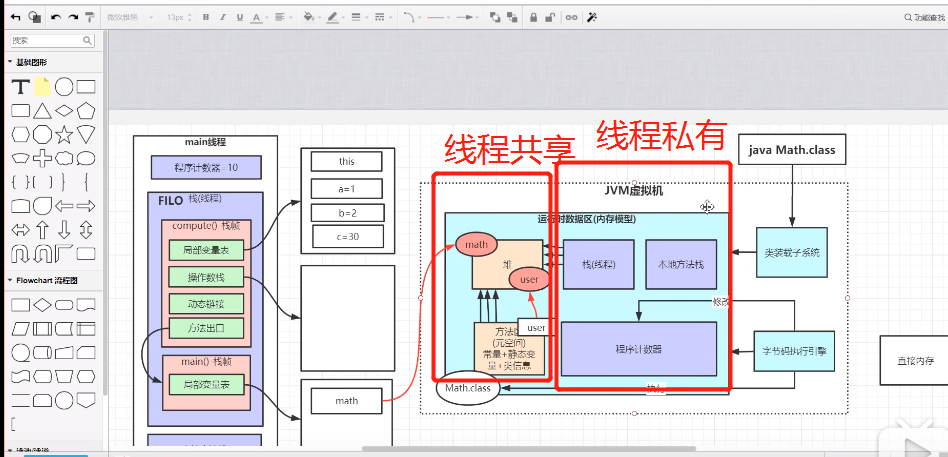 微软雅黑
13px
B
I
U
A
功能查找
搜索
基础图形
T
Flowchart 流程图
main线程
程序计数器=10
FILO 栈(线程)
compute() 栈帧
局部变量表
操作数栈
动态链接
方法出口
main() 栈帧
局部变量表
this
a=1
b=2
c=30
math
线程共享
线程私有
JVM虚拟机
运行时数据区(内存模型)
math
堆
user
栈(线程)
本地方法栈
修改
方法区
(元空间)
常量+静态变
量+类信息
user
程序计数器
Math.class
执行
java Math.class
类装载子系统
字节码执行引擎
直接内存